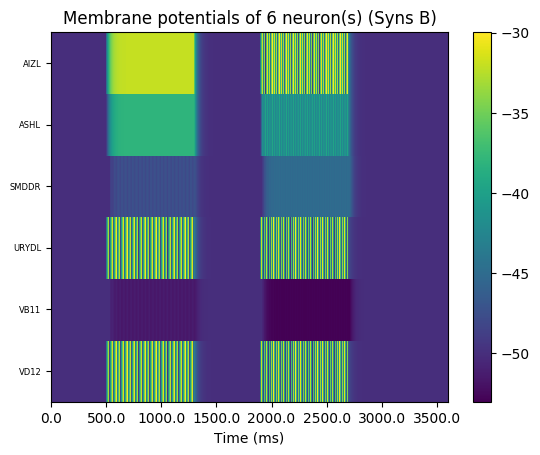 Membrane potentials of 6 neuron(s) (Syns B)
AIZL
ASHL
SMDDR
URYDL
VB11
VD12
0.0 500.0 1000.0 1500.0 2000.0 2500.0 3000.0 3500.0
Time (ms)
−30
−35
−40
−45
−50